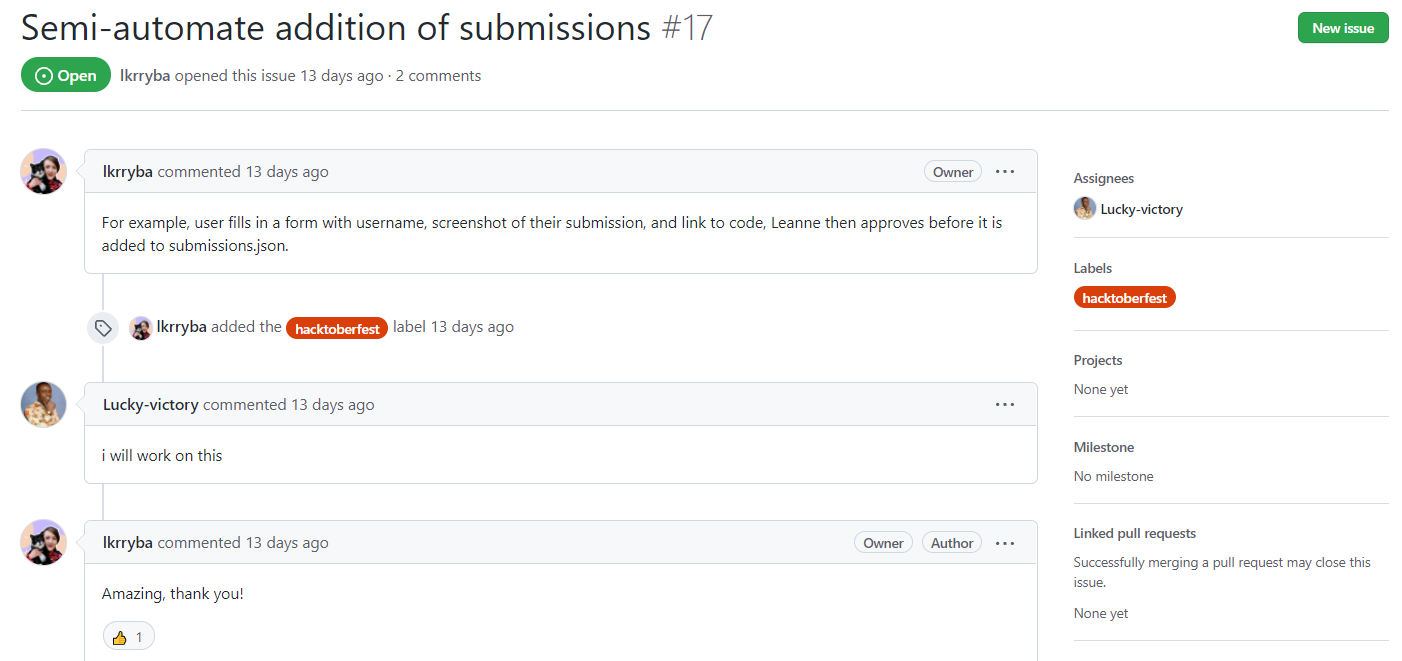 Semi-automate addition of submissions #17
New issue
Open
lkrryba opened this issue 13 days ago · 2 comments
lkrryba commented 13 days ago
Owner
For example, user fills in a form with username, screenshot of their submission, and link to code, Leanne then approves before it is
added to submissions.json.
lkrryba added the hacktoberfest label 13 days ago
Lucky-victory commented 13 days ago
i will work on this
lkrryba commented 13 days ago
Owner
Author
Amazing, thank you!
👍 1
Assignees
Lucky-victory
Labels
hacktoberfest
Projects
None yet
Milestone
No milestone
Linked pull requests
Successfully merging a pull request may close this
issue.
None yet